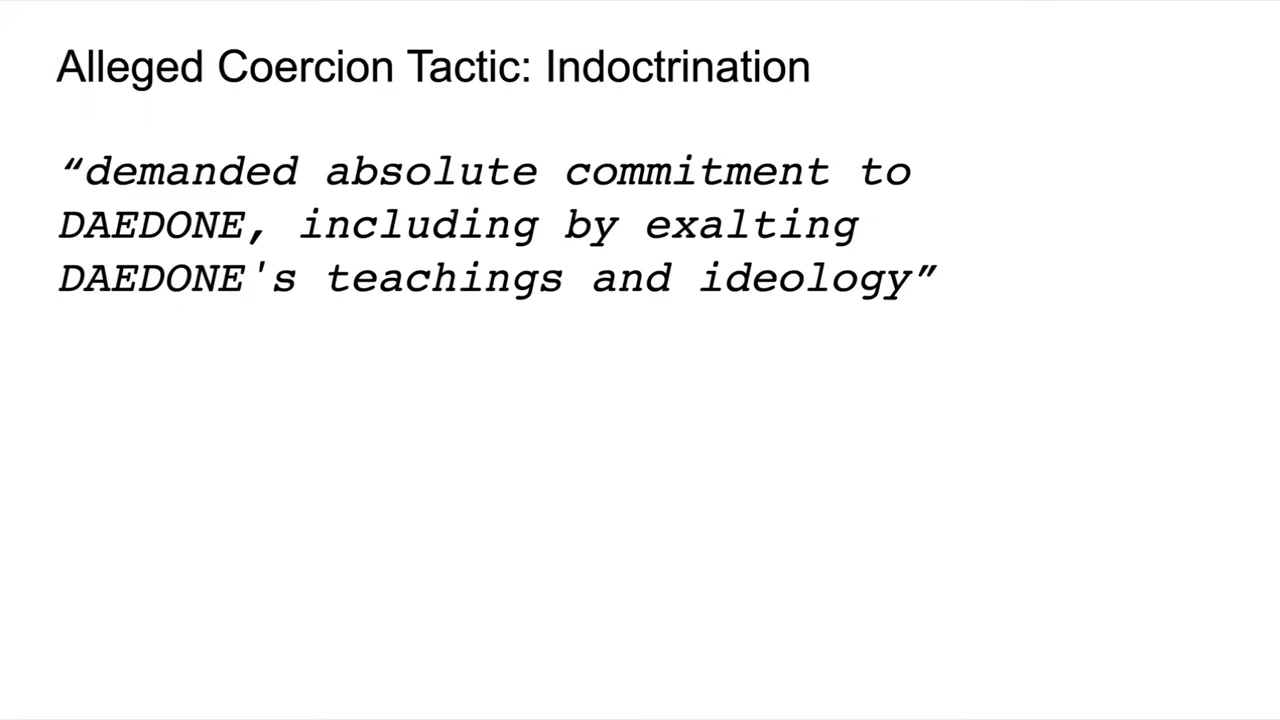 Alleged Coercion Tactic: Indoctrination
“demanded absolute commitment to
DAEDONE, including by exalting
DAEDONE's teachings and ideology”